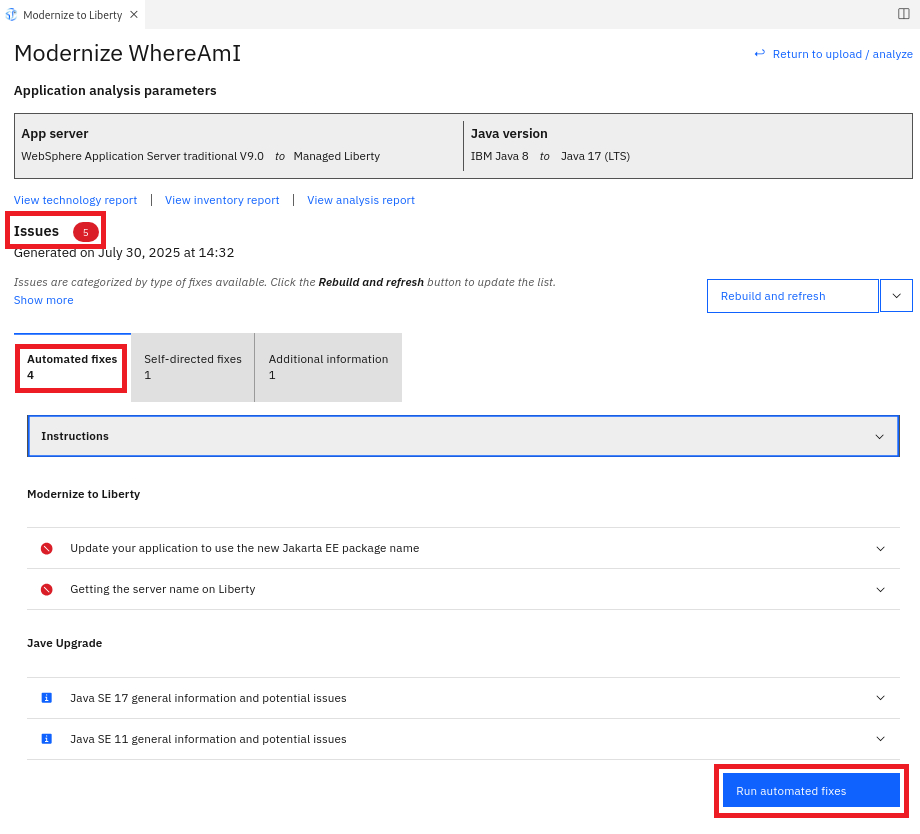 Modernize to Liberty
Modernize WhereAmI
Return to upload / analyze
Application analysis parameters
App server
WebSphere Application Server traditional V9.0 to Managed Liberty
Java version
IBM Java 8 to Java 17 (LTS)
View technology report | View inventory report | View analysis report
Issues 5
Generated on July 30, 2025 at 14:32
Issues are categorized by type of fixes available. Click the Rebuild and refresh button to update the list.
Show more
Rebuild and refresh
Automated fixes
4
Self-directed fixes
1
Additional information
1
Instructions
Modernize to Liberty
Update your application to use the new Jakarta EE package name
Getting the server name on Liberty
Jave Upgrade
Java SE 17 general information and potential issues
Java SE 11 general information and potential issues
Run automated fixes